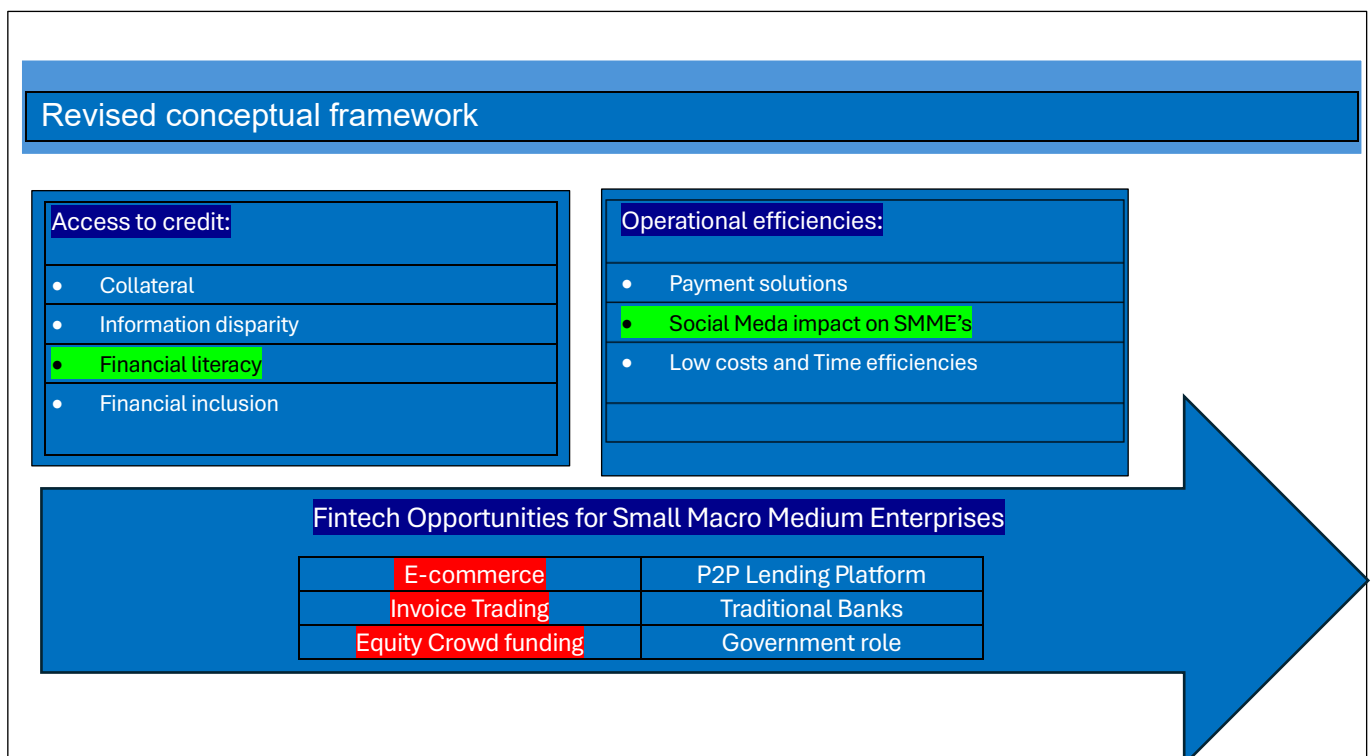 Revised conceptual framework
Access to credit:
• Collateral
• Information disparity
• Financial literacy
• Financial inclusion
Operational efficiencies:
• Payment solutions
• Social Meda impact on SMME's
• Low costs and Time efficiencies
Fintech Opportunities for Small Macro Medium Enterprises
E-commerce P2P Lending Platform
Invoice Trading Traditional Banks
Equity Crowd funding Government role